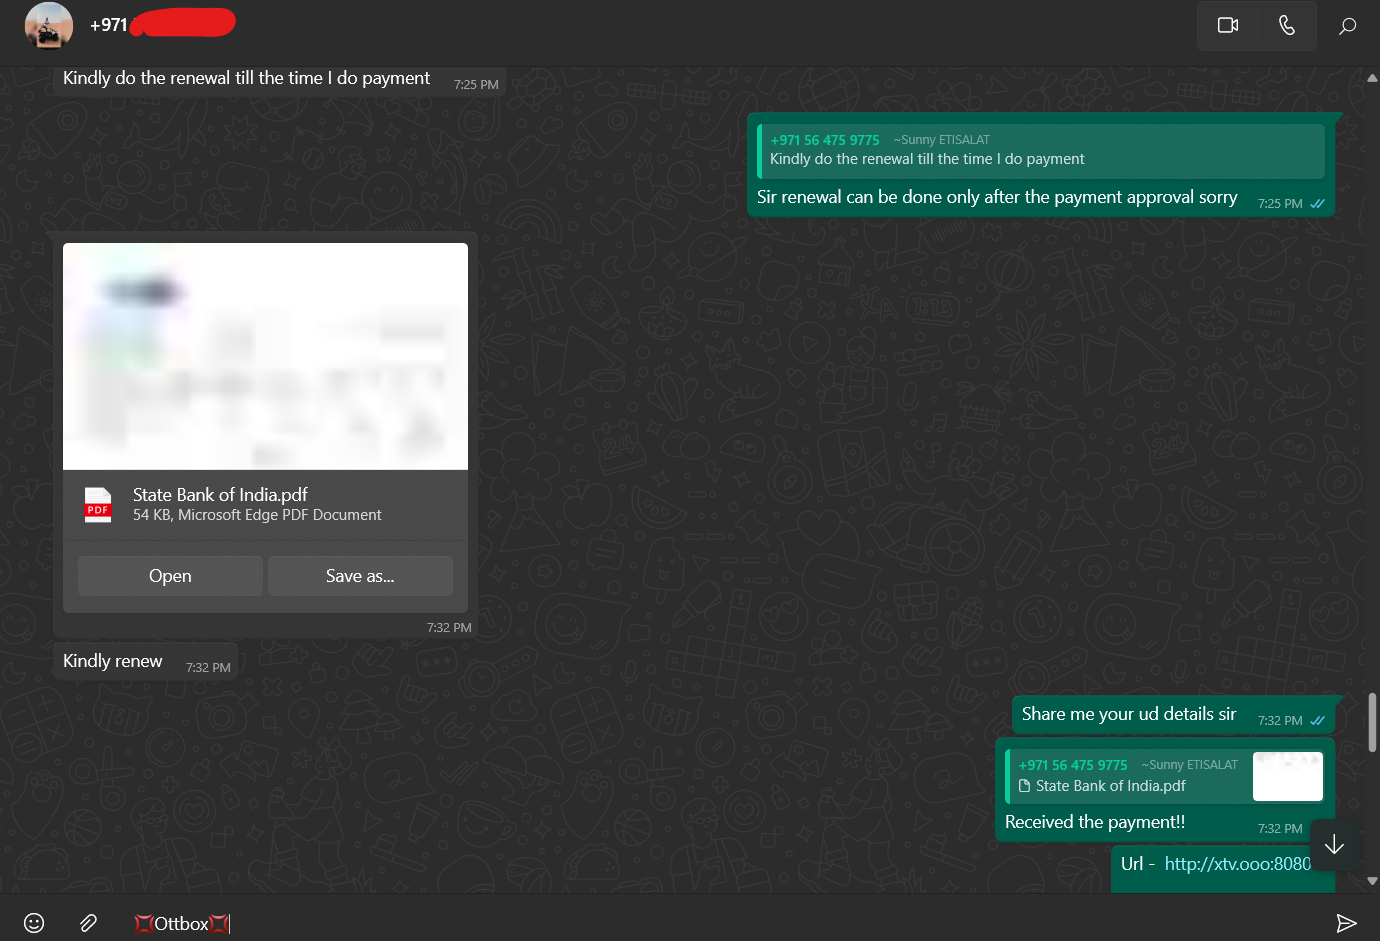 +971
Kindly do the renewal till the time I do payment 7:25 PM
+971 56 475 9775 ~Sunny ETISALAT
Kindly do the renewal till the time I do payment
Sir renewal can be done only after the payment approval sorry 7:25 PM
PDF
State Bank of India.pdf
54 KB, Microsoft Edge PDF Document
Open Save as...
7:32 PM
Kindly renew 7:32 PM
Share me your ud details sir 7:32 PM
+971 56 475 9775 ~Sunny ETISALAT
State Bank of India.pdf
Received the payment!! 7:32 PM
Url - http://xtv.ooo:8080
💢Ottbox💢